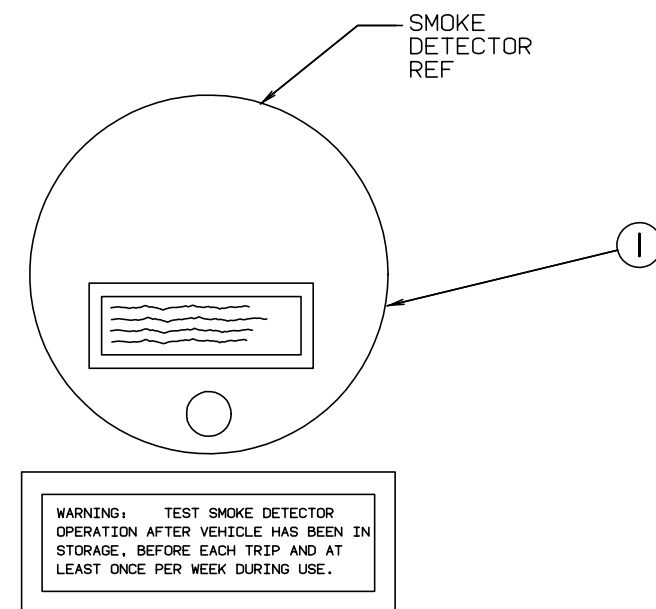 SMOKE
DETECTOR
REF
1
WARNING: TEST SMOKE DETECTOR
OPERATION AFTER VEHICLE HAS BEEN IN
STORAGE, BEFORE EACH TRIP AND AT
LEAST ONCE PER WEEK DURING USE.